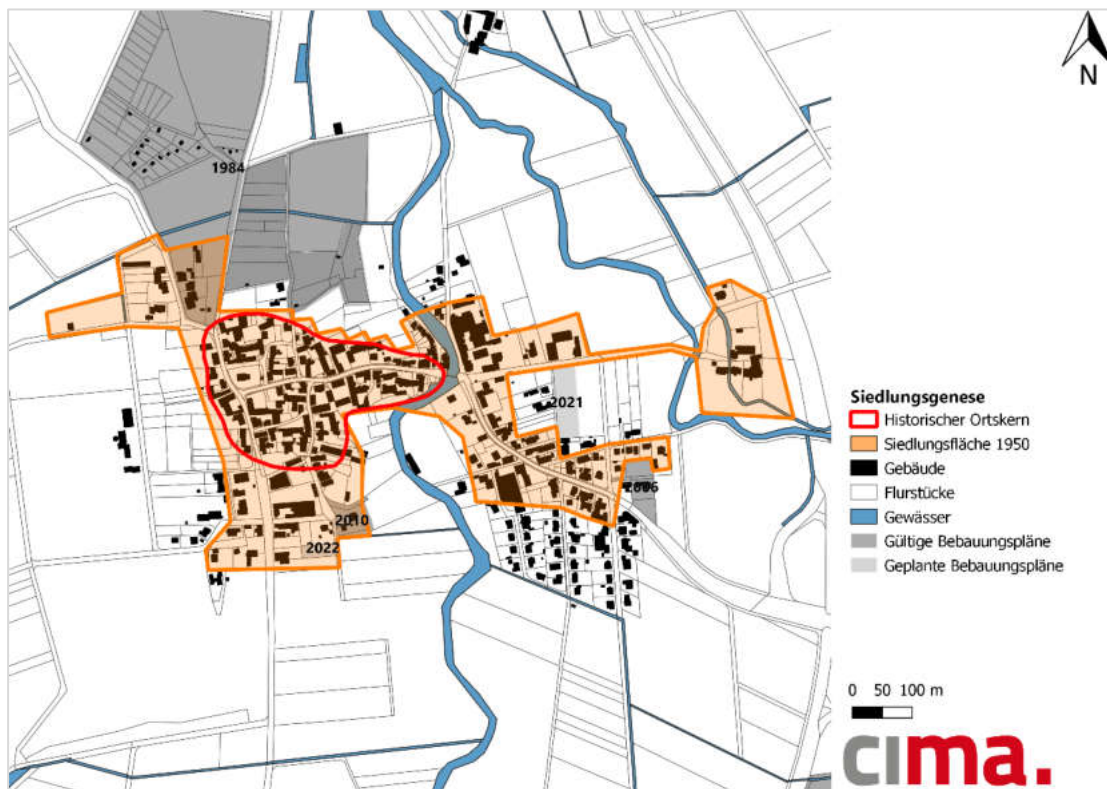 N
1984
2021
2006
2010
2022
Siedlungsgenese
Historischer Ortskern
Siedlungsfläche 1950
Gebäude
Flurstücke
Gewässer
Gültige Bebauungspläne
Geplante Bebauungspläne
0 50 100 m
cima.